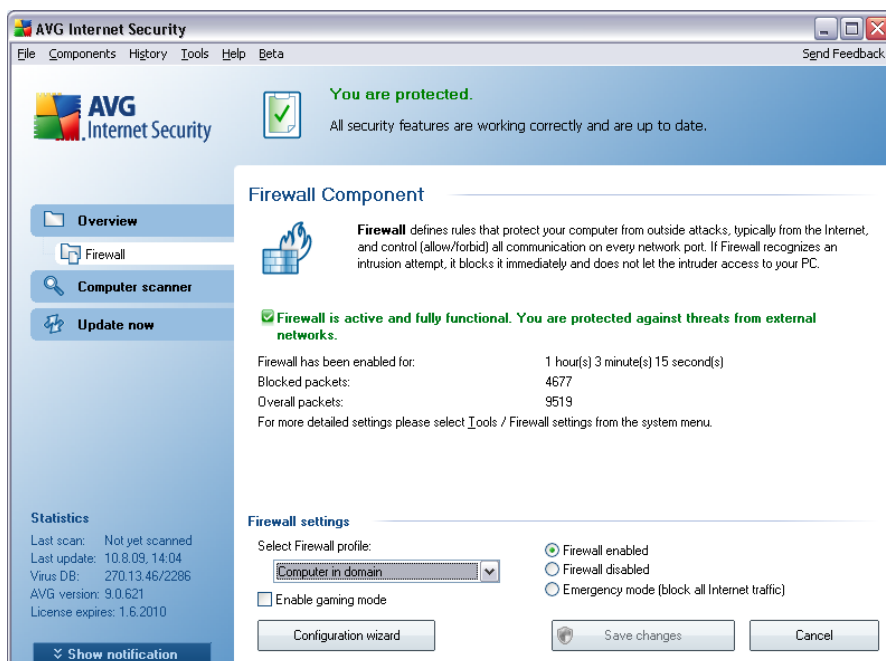 AVG Internet Security
File Components History Tools Help Beta
Send Feedback
AVG
Internet Security
You are protected.
All security features are working correctly and are up to date.
Overview
Firewall
Computer scanner
Update now
Firewall Component
Firewall defines rules that protect your computer from outside attacks, typically from the Internet,
and control (allow/forbid) all communication on every network port. If Firewall recognizes an
intrusion attempt, it blocks it immediately and does not let the intruder access to your PC.
Firewall is active and fully functional. You are protected against threats from external
networks.
Firewall has been enabled for: 1 hour(s) 3 minute(s) 15 second(s)
Blocked packets: 4677
Overall packets: 9519
For more detailed settings please select Tools / Firewall settings from the system menu.
Statistics
Last scan: Not yet scanned
Last update: 10.8.09, 14:04
Virus DB: 270.13.46/2286
AVG version: 9.0.621
License expires: 1.6.2010
Show notification
Firewall settings
Select Firewall profile:
Computer in domain
Enable gaming mode
Firewall enabled
Firewall disabled
Emergency mode (block all Internet traffic)
Configuration wizard
Save changes
Cancel